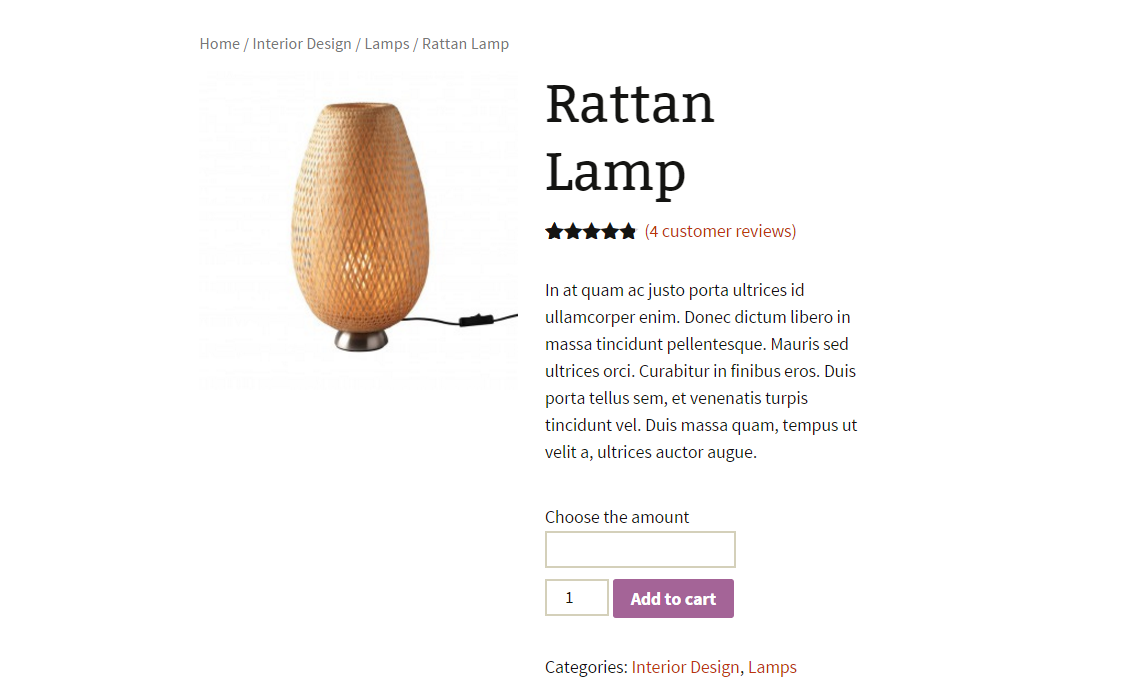 Home / Interior Design / Lamps / Rattan Lamp
Rattan
Lamp
(4 customer reviews)
In at quam ac justo porta ultrices id
ullamcorper enim. Donec dictum libero in
massa tincidunt pellentesque. Mauris sed
ultrices orci. Curabitur in finibus eros. Duis
porta tellus sem, et venenatis turpis
tincidunt vel. Duis massa quam, tempus ut
velit a, ultrices auctor augue.
Choose the amount
1 Add to cart
Categories: Interior Design, Lamps